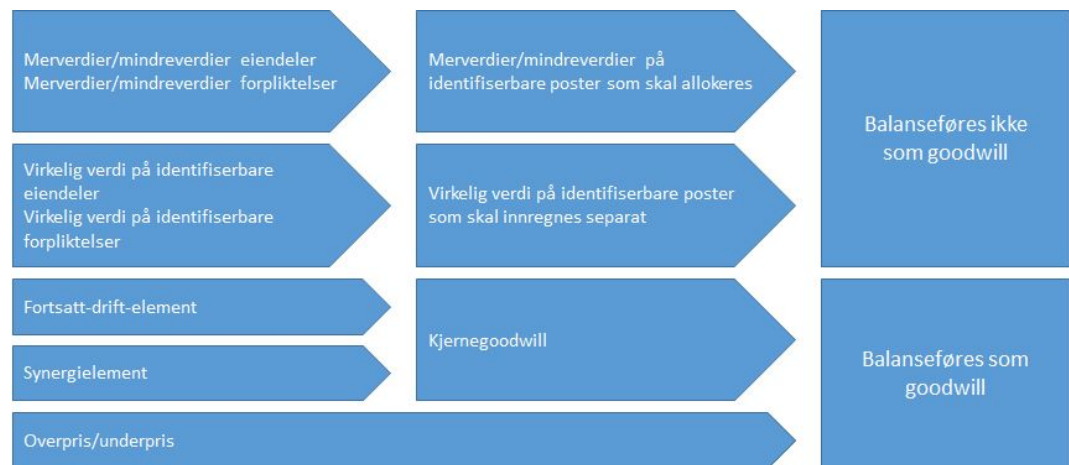 Merverdier/mindreverdier eiendeler
Merverdier/mindreverdier forpliktelser
Merverdier/mindreverdier på
identifiserbare poster som skal allokeres
Balanseføres ikke
som goodwill
Virkelig verdi på identifiserbare
eiendeler
Virkelig verdi på identifiserbare
forpliktelser
Virkelig verdi på identifiserbare poster
som skal innregnes separat
Fortsatt-drift-element
Synergielement
Kjernegoodwill
Balanseføres som
goodwill
Overpris/underpris